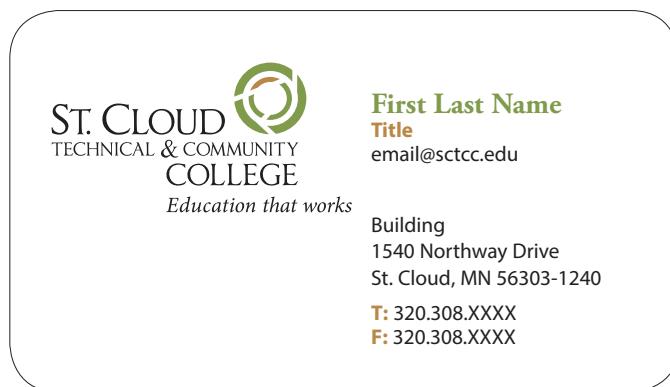 ST. CLOUD
TECHNICAL & COMMUNITY
COLLEGE
Education that works
First Last Name
Title
email@sctcc.edu
Building
1540 Northway Drive
St. Cloud, MN 56303-1240
T: 320.308.XXXX
F: 320.308.XXXX